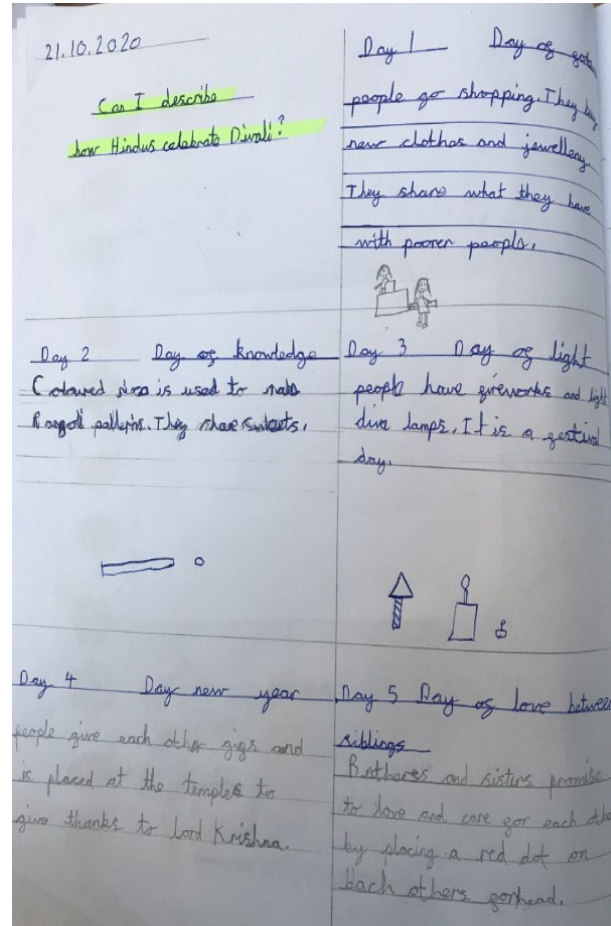 21.10.2020
Can I describe
how Hindus celebrate Divali?
Day 1 Day of
people go shopping. They buy
new clothes and jewellery.
They share what they have
with poorer people.
Day 2 Day of knowledge
Coloured rice is used to make
Rangoli patterns. They share sweets.
Day 3 Day of light
people have fireworks and light
diva lamps. It is a festival
day.
Day 4 Day new year
people give each other gigs and
is placed at the temples to
give thanks to lord Krishna.
Day 5 Day of love between
siblings
Brothers and sisters promise
to love and care for each othe
by placing a red dot on
each others forhead.